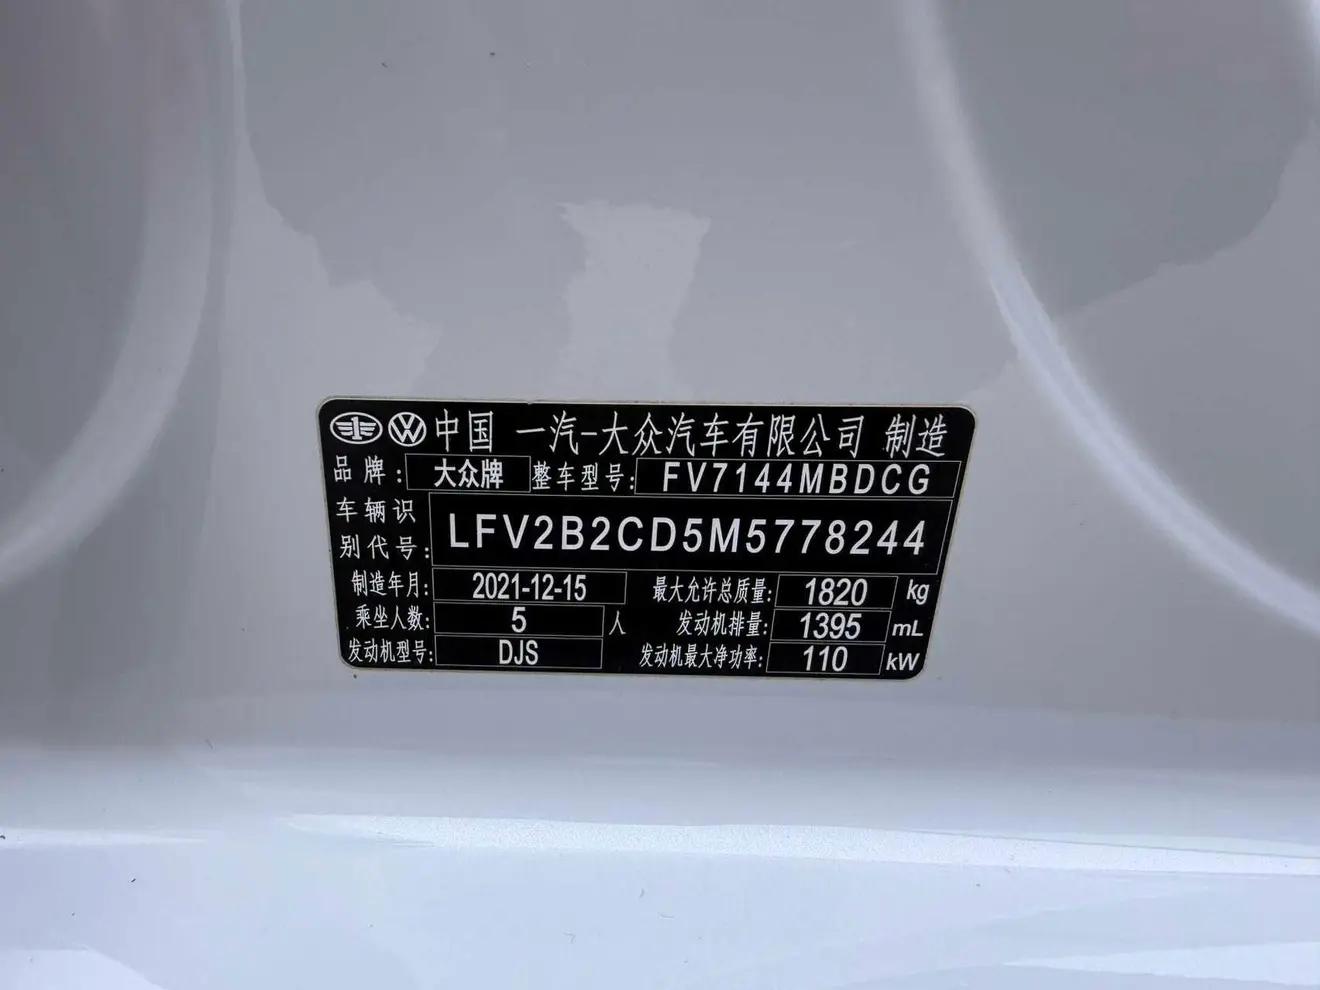 中国 一汽-大众汽车有限公司 制造
品牌: 大众牌 整车型号: FV7144MBDCG
车辆识别代号: LFV2B2CD5M5778244
制造年月: 2021-12-15 最大允许总质量: 1820 kg
乘坐人数: 5 人 发动机排量: 1395 mL
发动机型号: DJS 发动机最大净功率: 110 kW